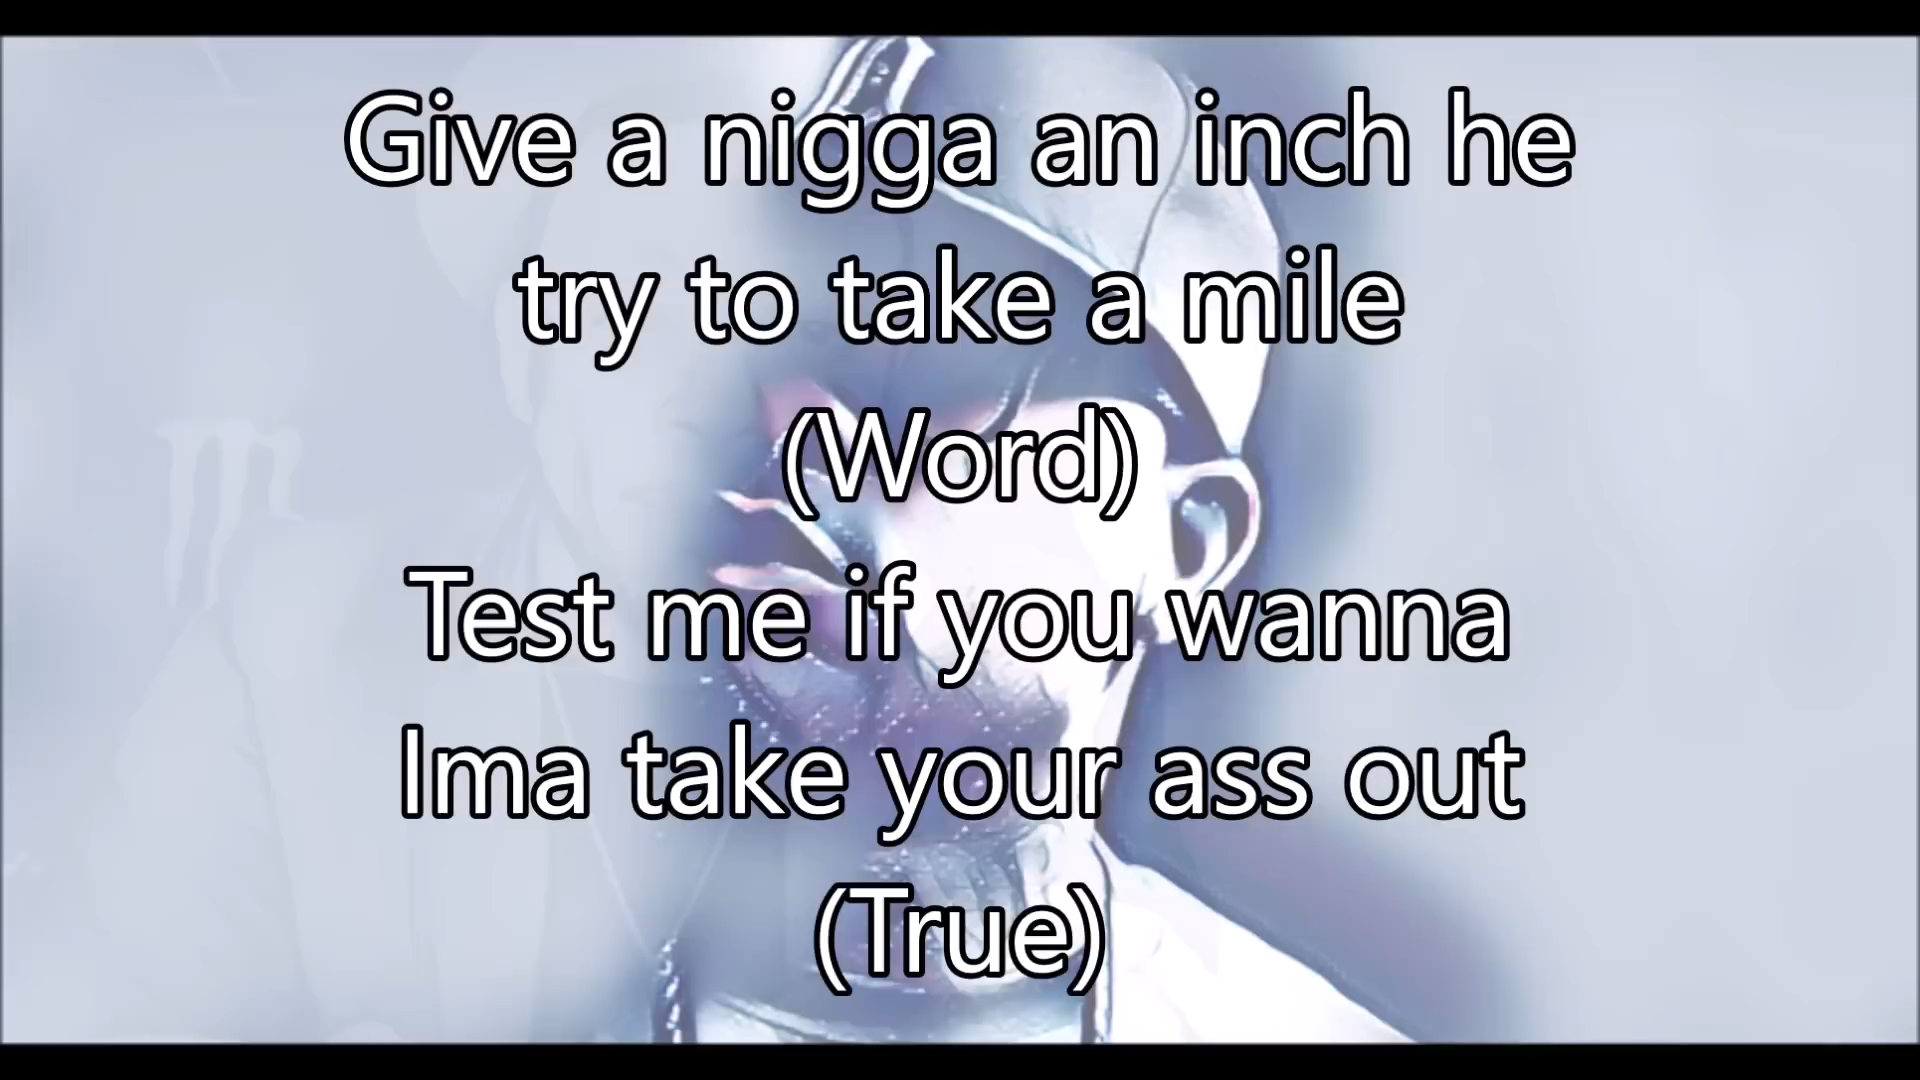 Give a nigga an inch he
try to take a mile
(Word)
Test me if you wanna
Ima take your ass out
(True)